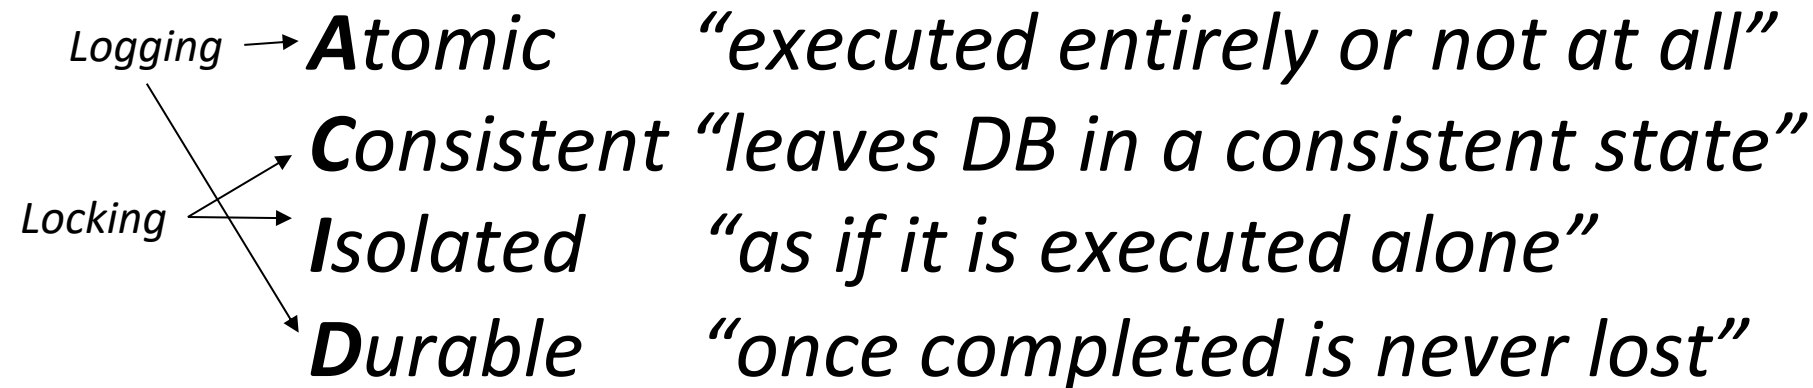 Logging Atomic “executed entirely or not at all”
Consistent “leaves DB in a consistent state”
Locking Isolated “as if it is executed alone”
Durable “once completed is never lost”